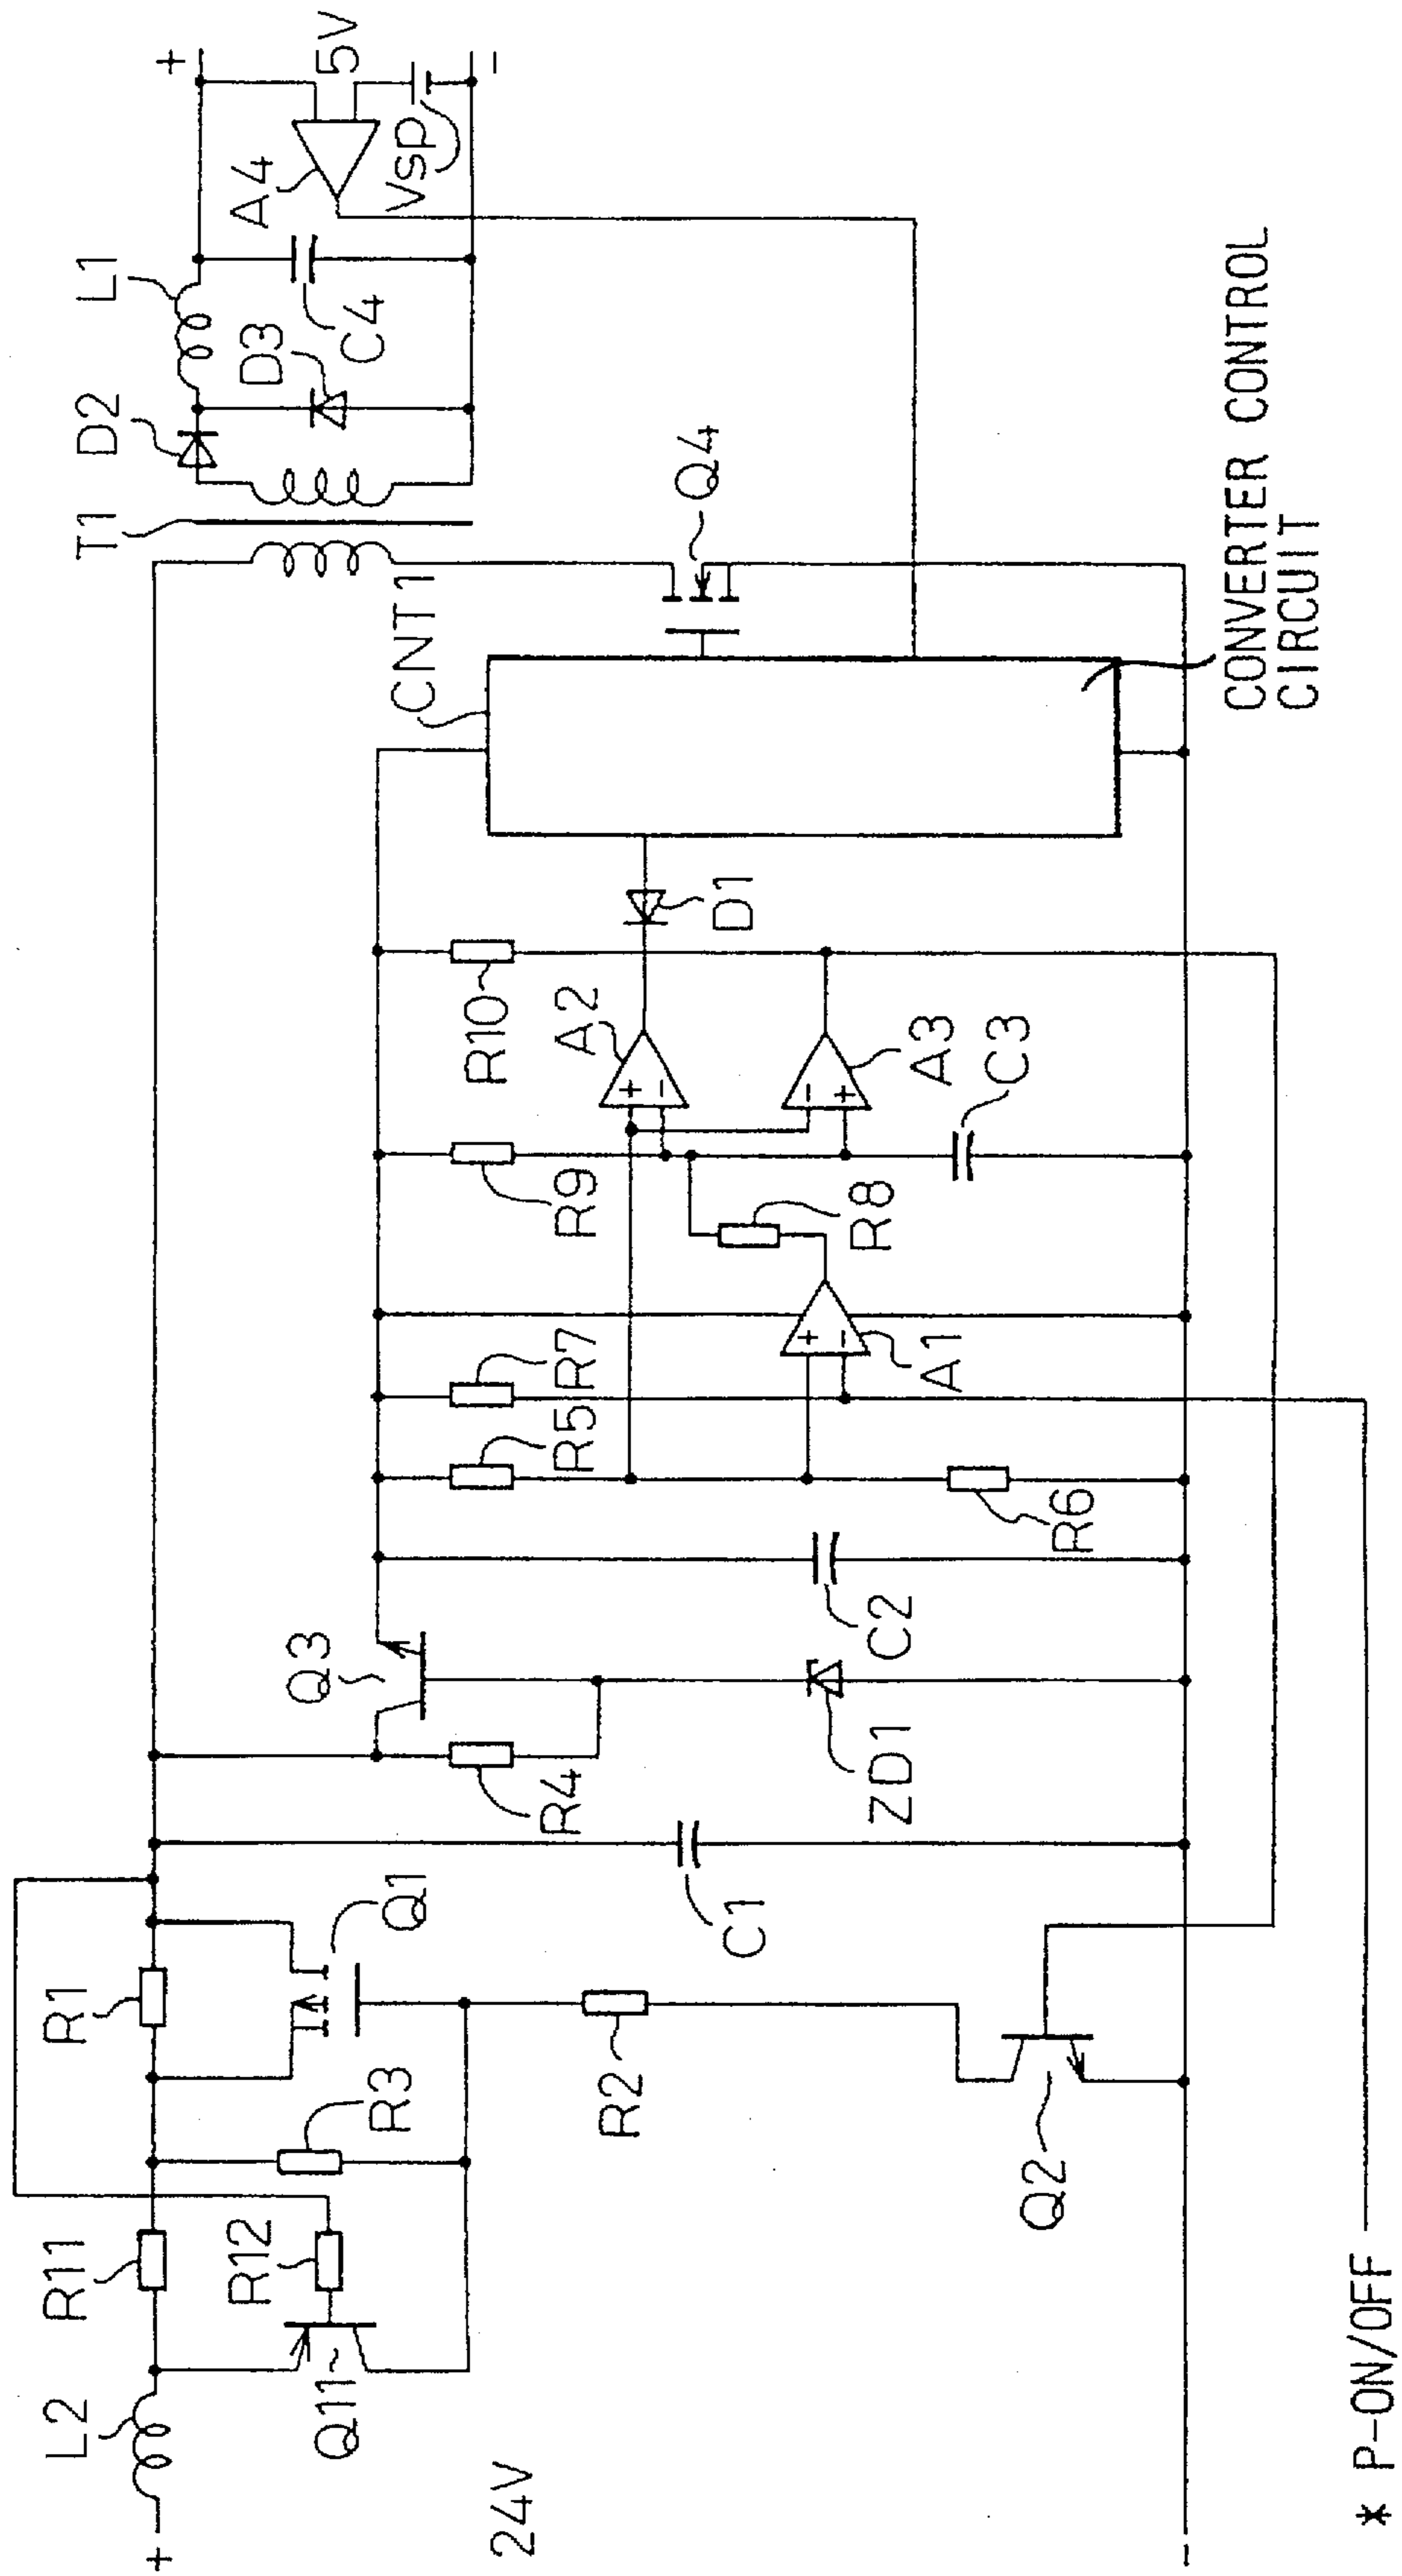 +
L2
24V
Q11
R11
R12
R3
R1
Q1
R2
Q2
C1
R4
Q3
ZD1
C2
R5
R7
R6
+
-
A1
R8
R9
R10
+
-
A2
-
+
A3
C3
D1
CNT1
Q4
T1
D2
D3
L1
C4
A4
Vsp
5V
+
-
CONVERTER CONTROL
CIRCUIT
-
* P-ON/OFF